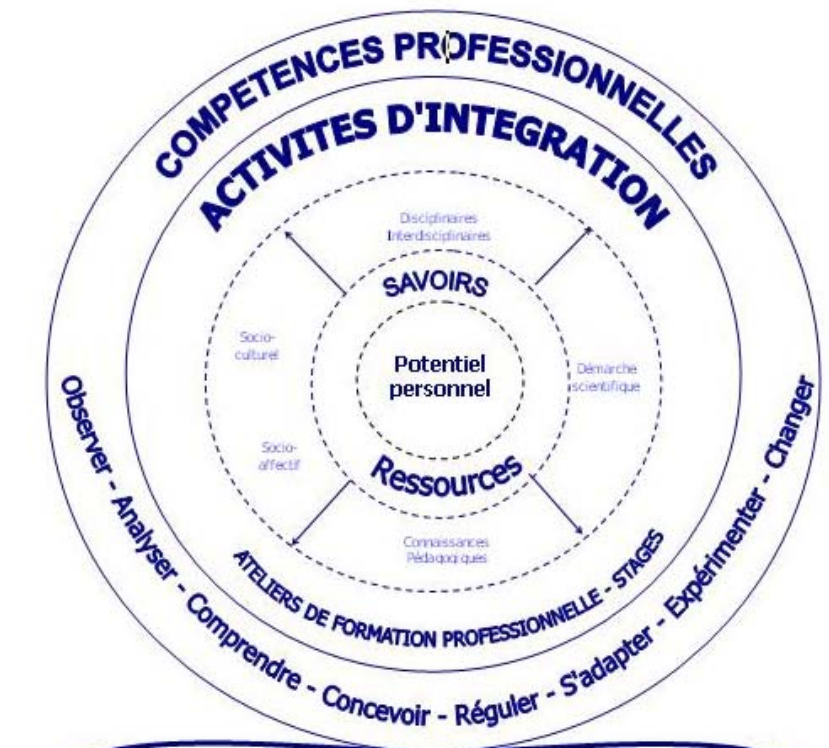 COMPETENCES PROFESSIONNELLES
ACTIVITES D'INTEGRATION
Disciplinaires
Interdisciplinaires
SAVOIRS
Socio-
culturel
Potentiel
personnel
Démarche
scientifique
Socio-
affectif
Ressources
Connaissances
Pédagogiques
ATELIERS DE FORMATION PROFESSIONNELLE - STAGES
Observer - Analyser - Comprendre - Concevoir - Réguler - S'adapter - Expérimenter - Changer